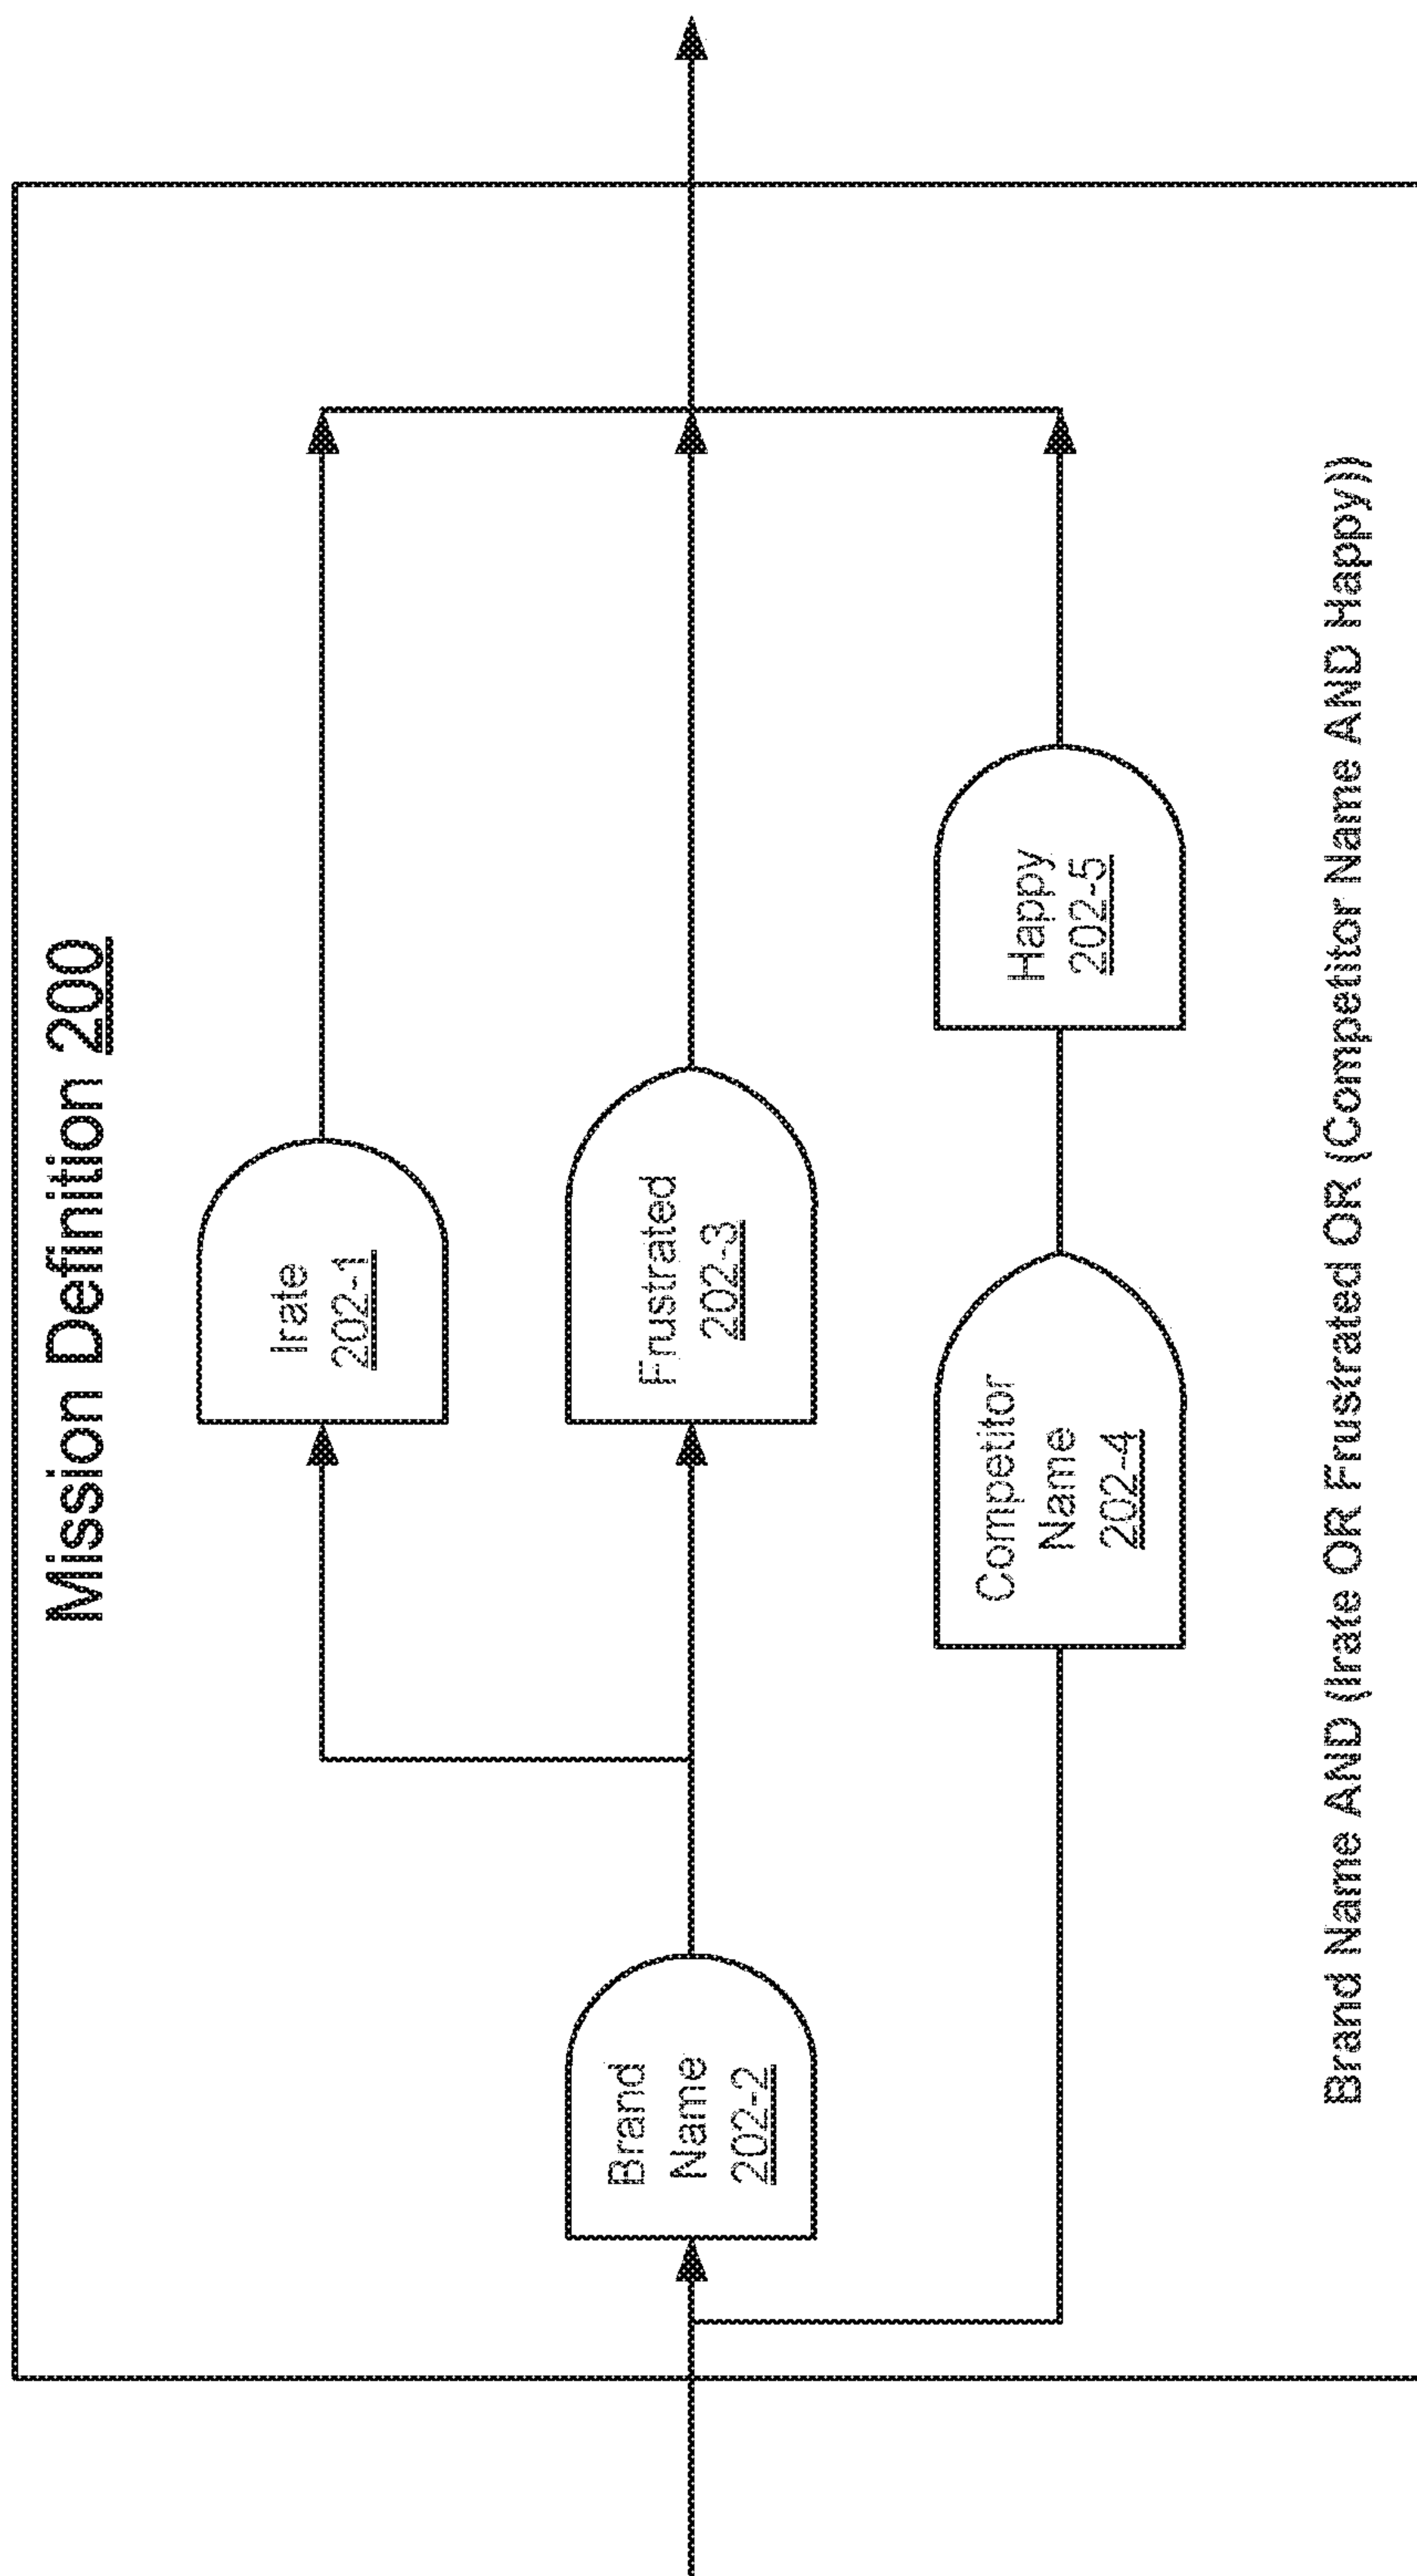 Mission Definition 200
Irate
202-1
Brand
Name
202-2
Frustrated
202-3
Competitor
Name
202-4
Happy
202-5
Brand Name AND (Irate OR Frustrated OR (Competitor Name AND Happy))